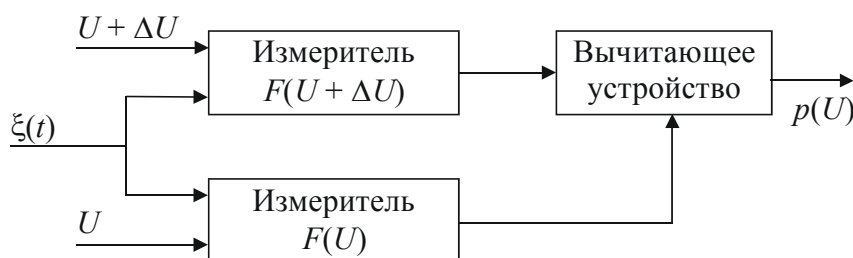 U + ΔU
Измеритель
F(U + ΔU)
Вычитающее
устройство
p(U)
ξ(t)
Измеритель
F(U)
U